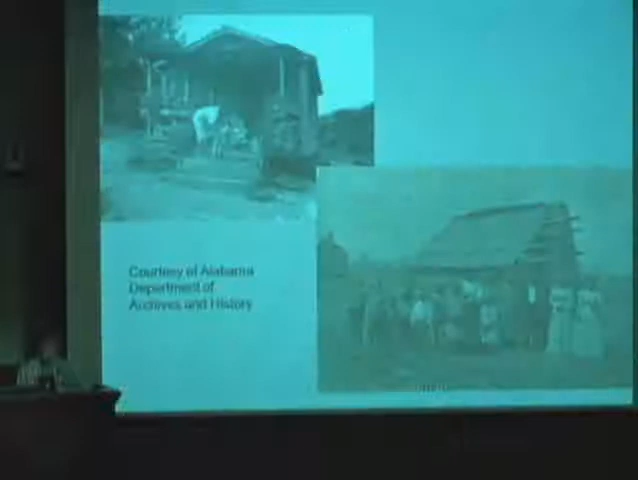 Courtesy of Alabama
Department of
Archives and History